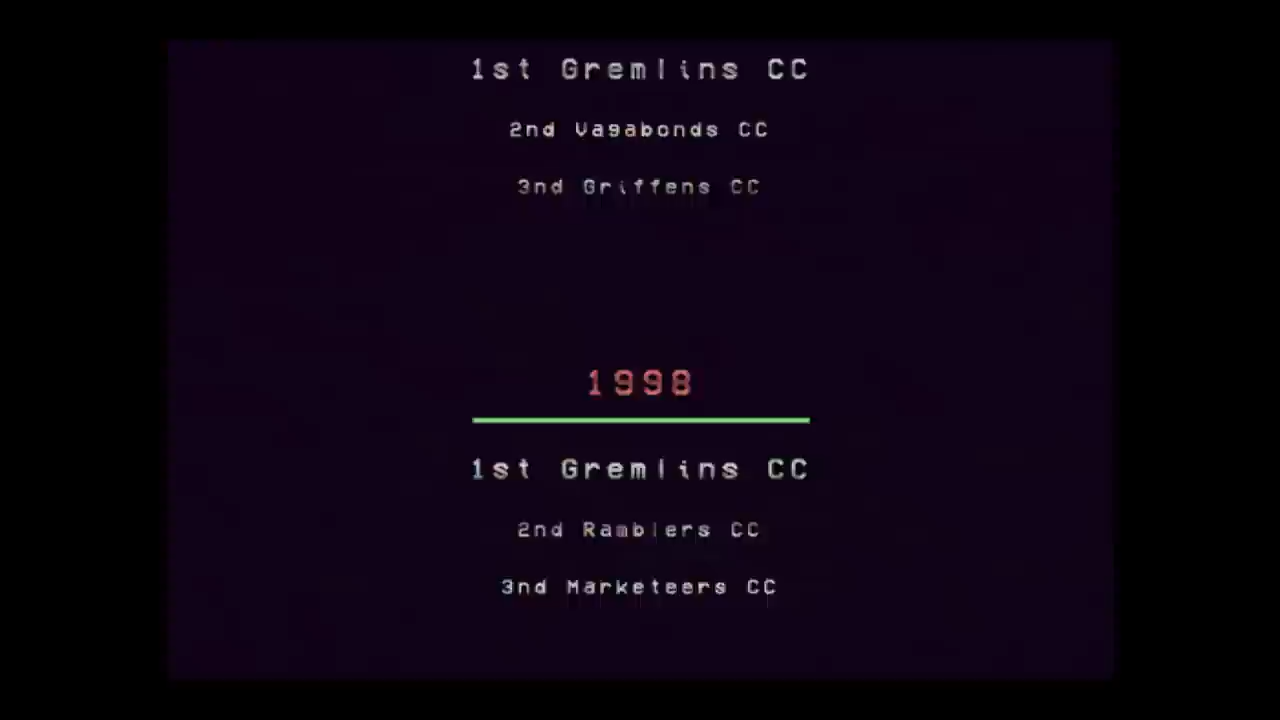 1st Gremlins CC
2nd Vagabonds CC
3nd Griffens CC
1998
1st Gremlins CC
2nd Ramblers CC
3nd Marketeers CC